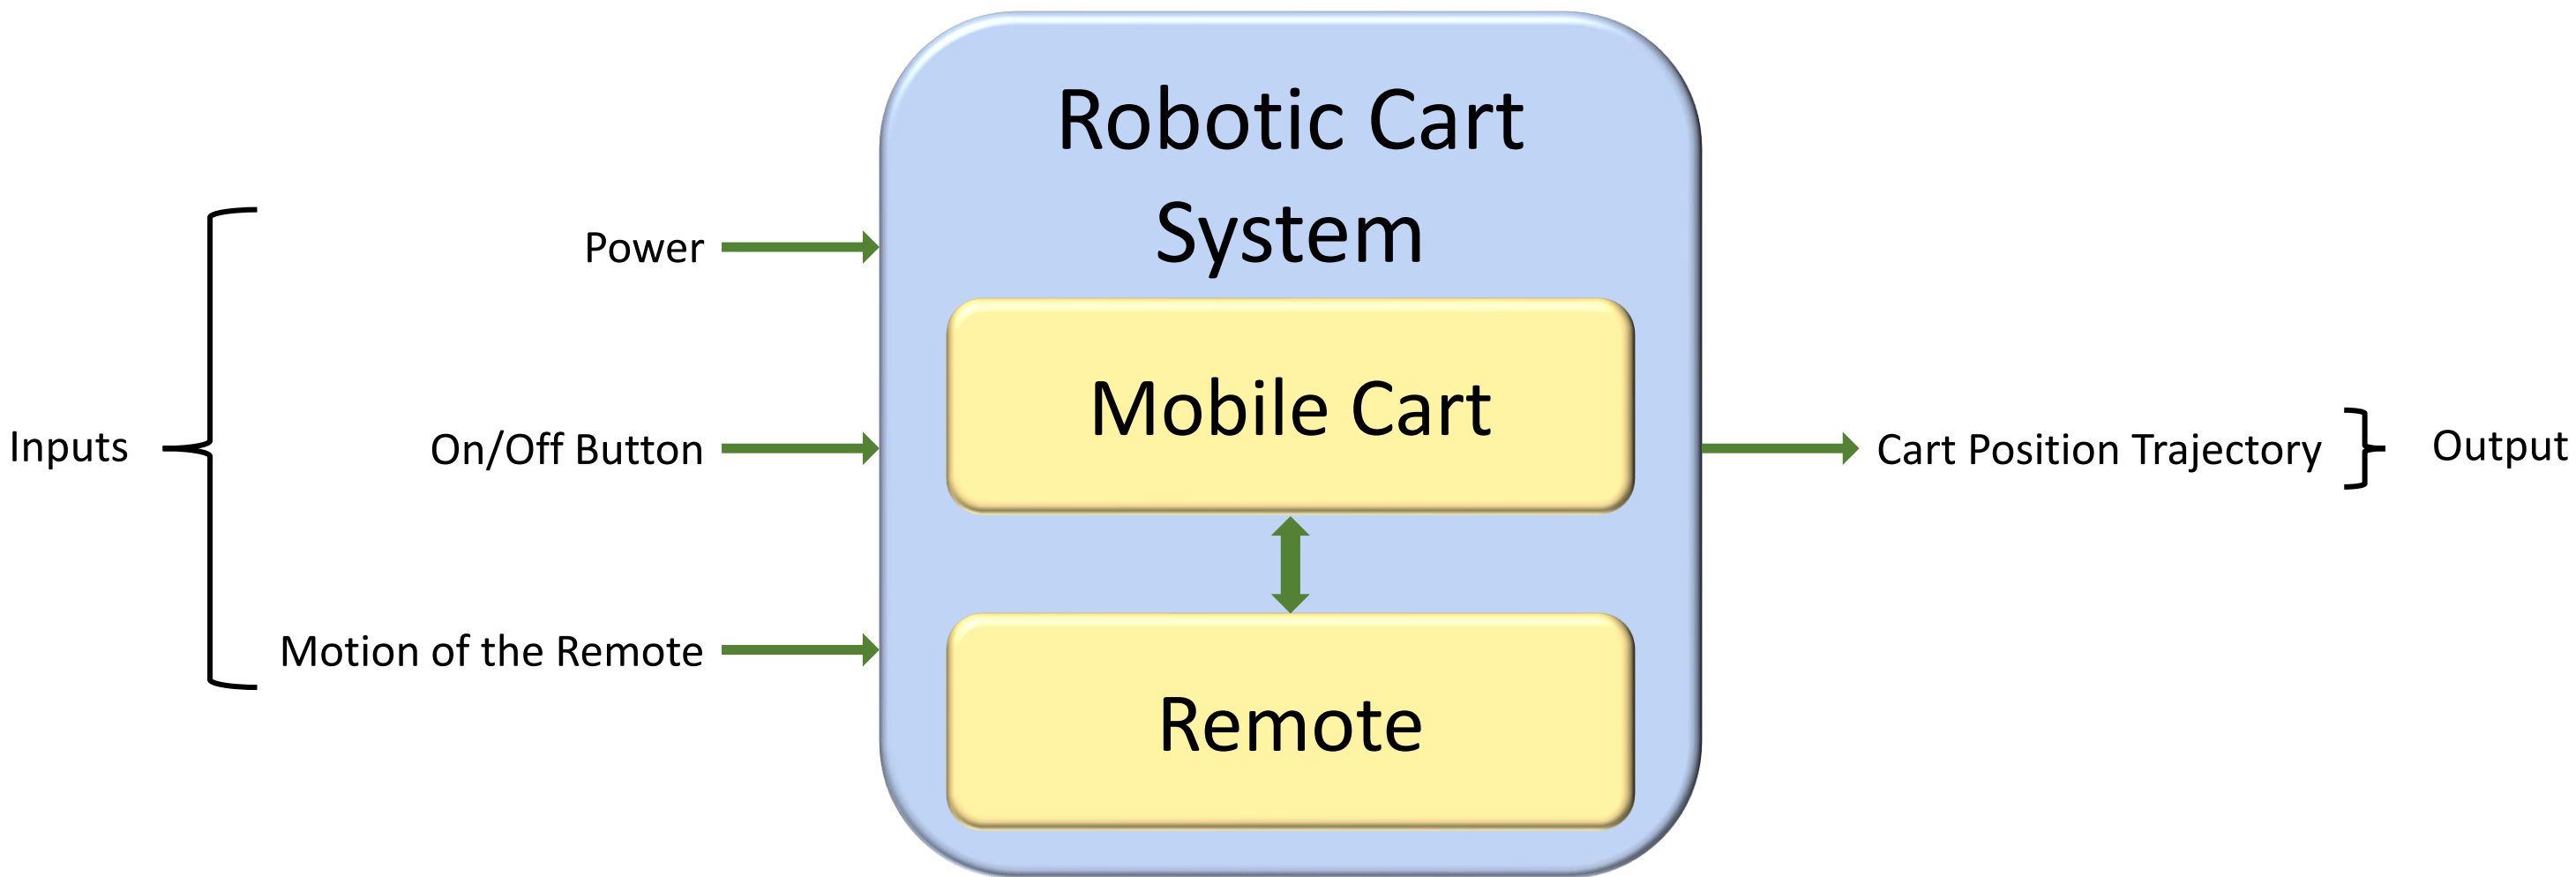 Robotic Cart
System
Power
Mobile Cart
Inputs
On/Off Button
Cart Position Trajectory
Output
Motion of the Remote
Remote